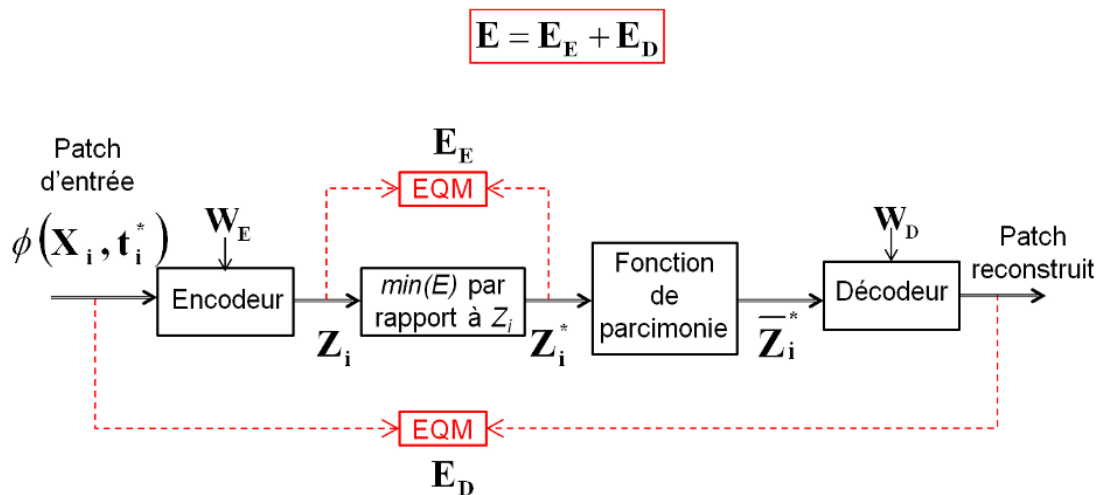 E = E_E + E_D
Patch
d'entrée
ϕ(X_i, t_i^*)
W_E
Encodeur
Z_i
E_E
EQM
min(E) par
rapport à Z_i
Z_i^*
Fonction
de
parcimonie
Z̅_i^*
W_D
Décodeur
Patch
reconstruit
EQM
E_D